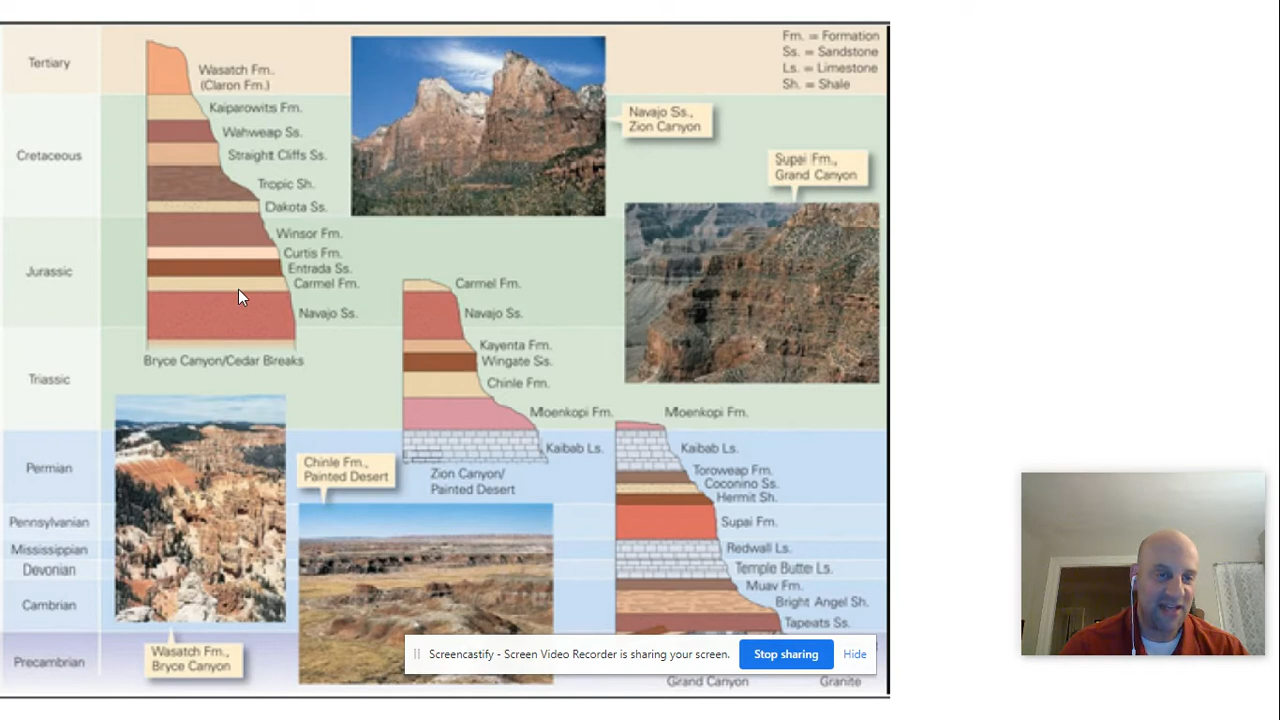 Tertiary
Cretaceous
Jurassic
Triassic
Permian
Pennsylvanian
Mississippian
Devonian
Cambrian
Precambrian
Fm. = Formation
Ss. = Sandstone
Ls. = Limestone
Sh. = Shale
Wasatch Fm.
(Claron Fm.)
Kaiparowits Fm.
Wahweap Ss.
Straight Cliffs Ss.
Tropic Sh.
Dakota Ss.
Winsor Fm.
Curtis Fm.
Entrada Ss.
Carmel Fm.
Navajo Ss.
Bryce Canyon/Cedar Breaks
Navajo Ss.,
Zion Canyon
Supai Fm.,
Grand Canyon
Carmel Fm.
Navajo Ss.
Kayenta Fm.
Wingate Ss.
Chinle Fm.
Moenkopi Fm.
Kaibab Ls.
Zion Canyon/
Painted Desert
Chinle Fm.,
Painted Desert
Moenkopi Fm.
Kaibab Ls.
Toroweap Fm.
Coconino Ss.
Hermit Sh.
Supai Fm.
Redwall Ls.
Temple Butte Ls.
Muav Fm.
Bright Angel Sh.
Tapeats Ss.
Wasatch Fm.,
Bryce Canyon
Screencastify - Screen Video Recorder is sharing your screen.
Stop sharing
Hide
Grand Canyon
Granite